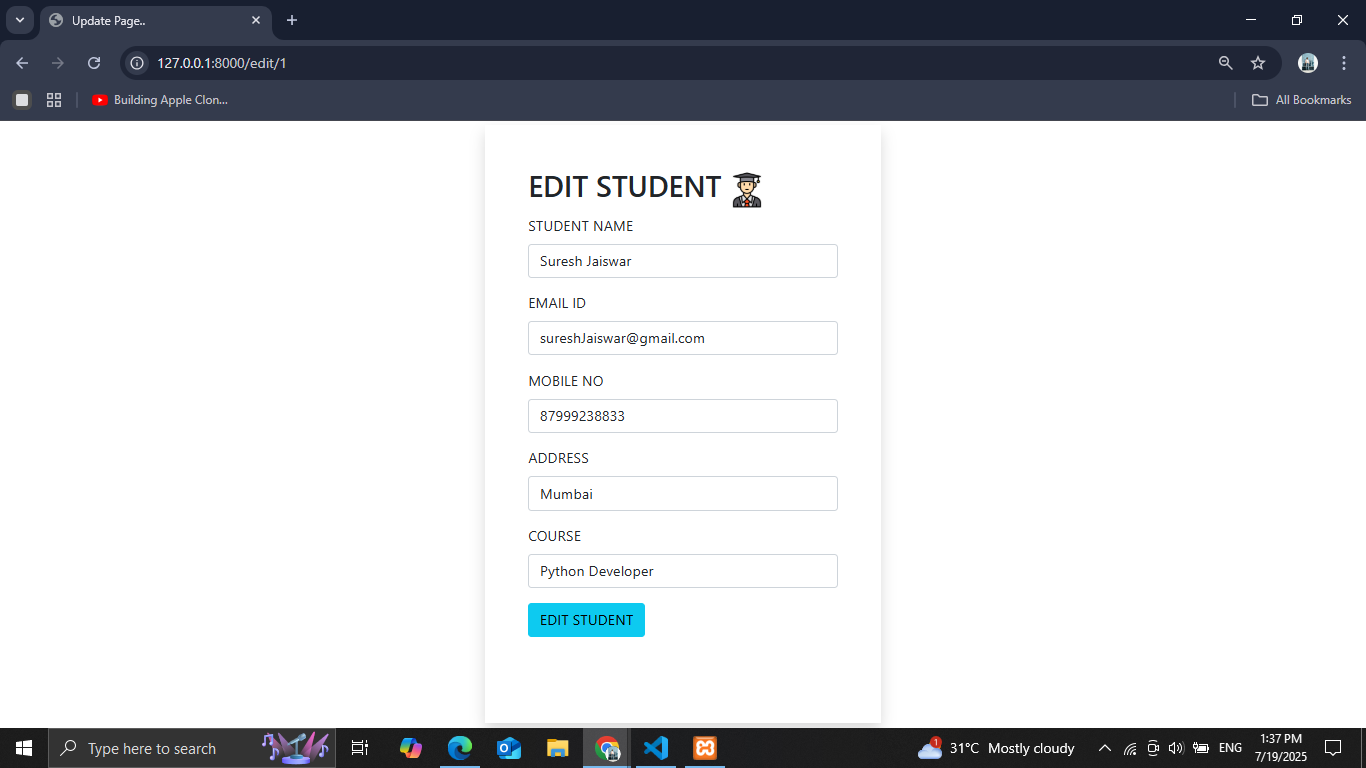 Update Page..
127.0.0.1:8000/edit/1
Building Apple Clon...
All Bookmarks
EDIT STUDENT
STUDENT NAME
Suresh Jaiswar
EMAIL ID
sureshJaiswar@gmail.com
MOBILE NO
87999238833
ADDRESS
Mumbai
COURSE
Python Developer
EDIT STUDENT
Type here to search
1
31°C Mostly cloudy
ENG
1:37 PM
7/19/2025